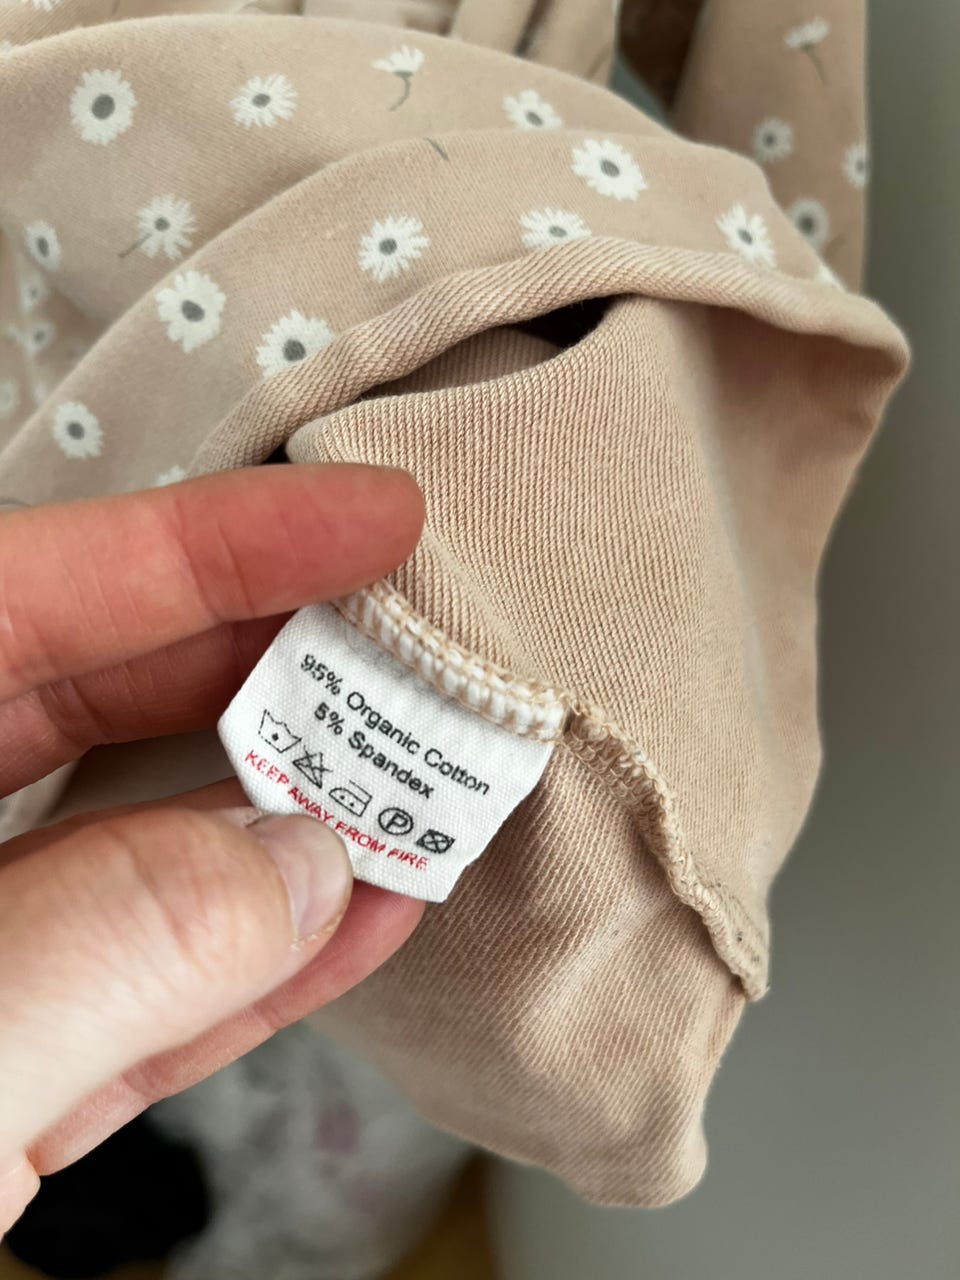 95% Organic Cotton
5% Spandex
P
KEEP AWAY FROM FIRE